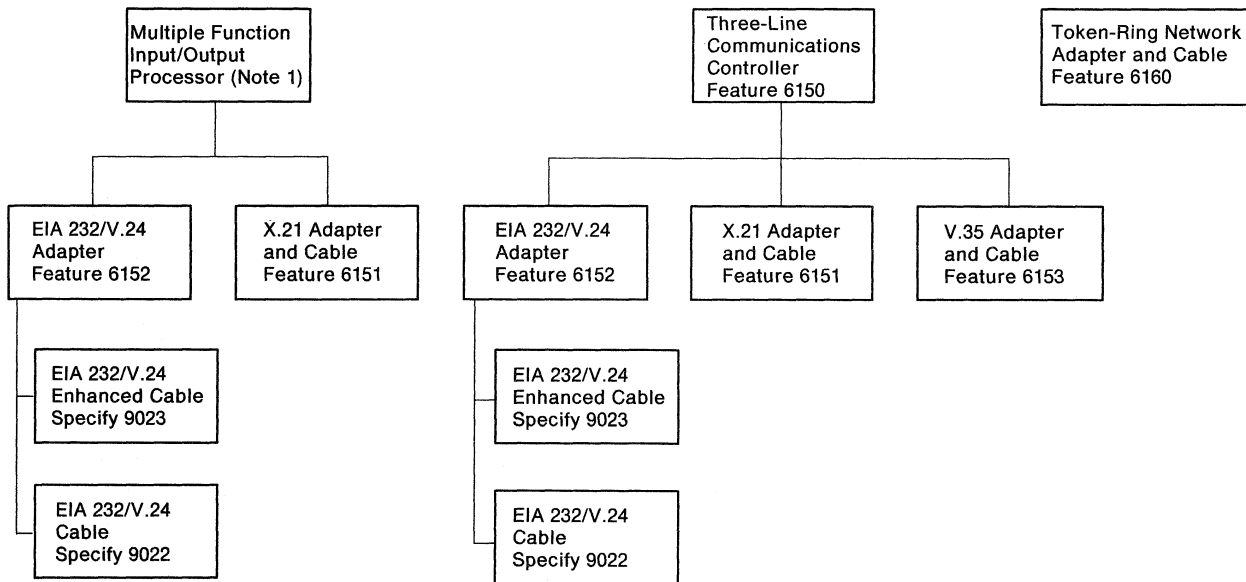 Multiple Function
Input/Output
Processor (Note 1)
Three-Line
Communications
Controller
Feature 6150
Token-Ring Network
Adapter and Cable
Feature 6160
EIA 232/V.24
Adapter
Feature 6152
X.21 Adapter
and Cable
Feature 6151
EIA 232/V.24
Adapter
Feature 6152
X.21 Adapter
and Cable
Feature 6151
V.35 Adapter
and Cable
Feature 6153
EIA 232/V.24
Enhanced Cable
Specify 9023
EIA 232/V.24
Enhanced Cable
Specify 9023
EIA 232/V.24
Cable
Specify 9022
EIA 232/V.24
Cable
Specify 9022